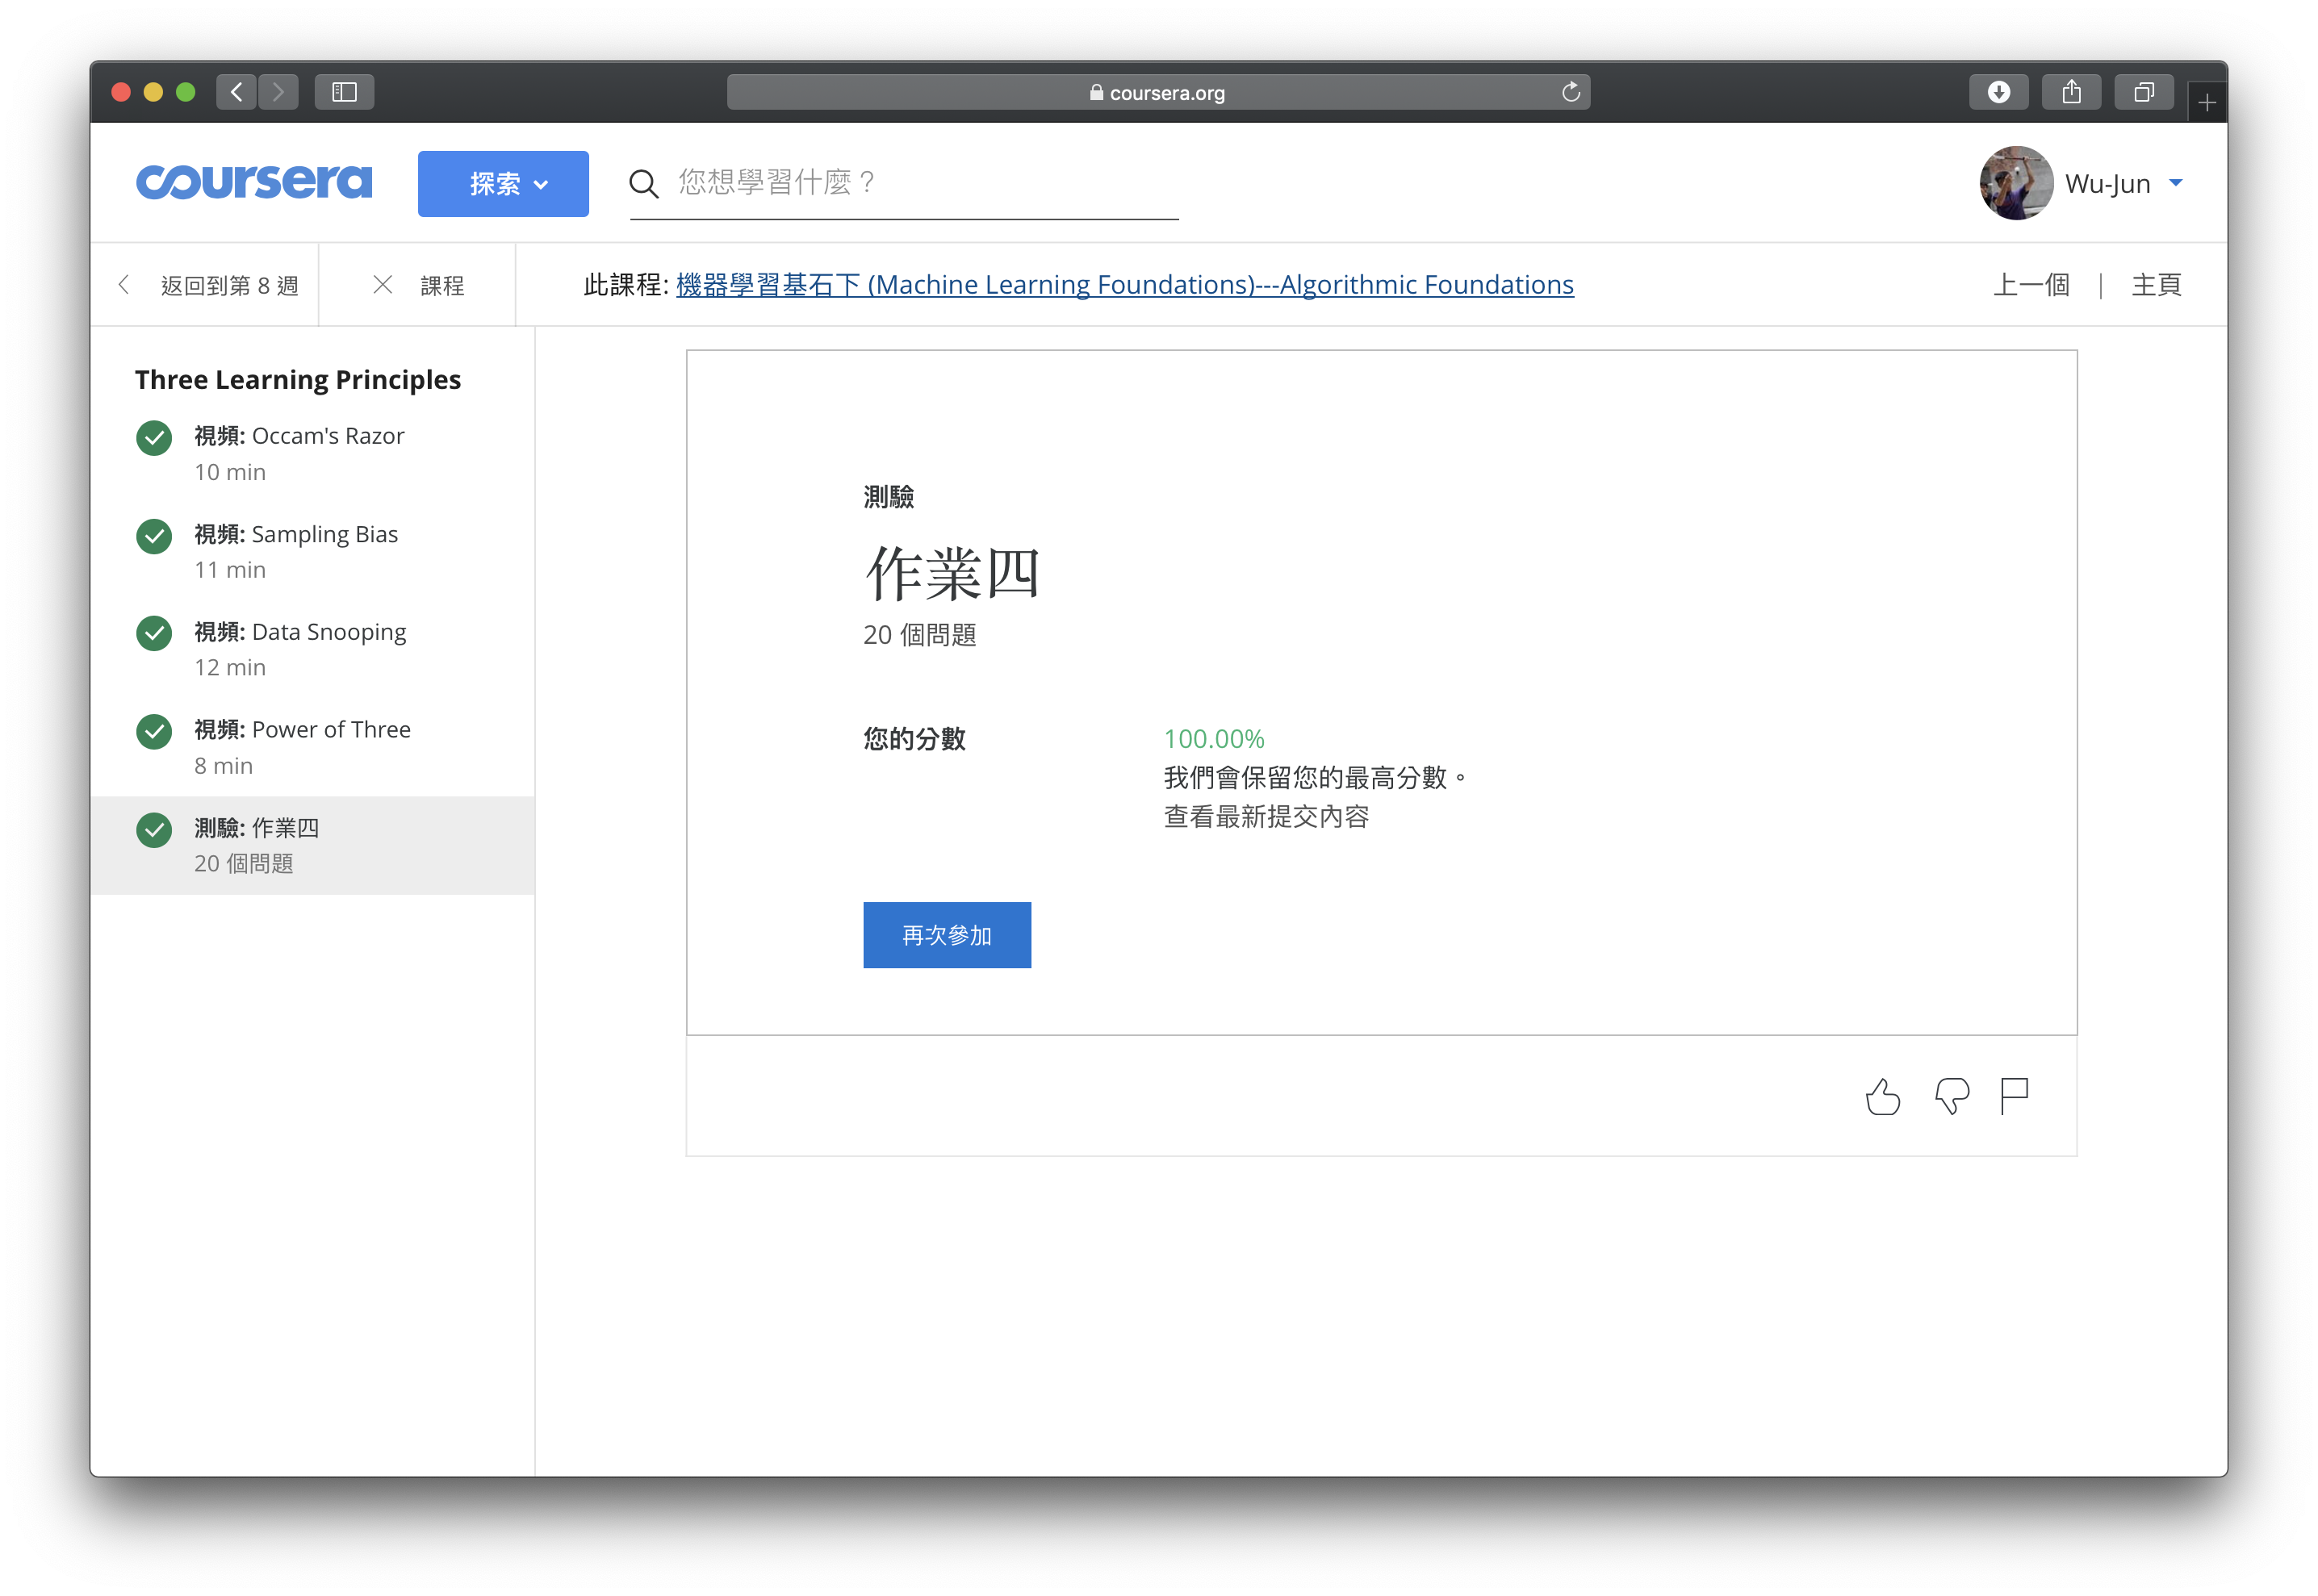 coursera.org
coursera
探索
您想學習什麼？
Wu-Jun
返回到第 8 週
課程
此課程: 機器學習基石下 (Machine Learning Foundations)---Algorithmic Foundations
上一個 | 主頁
Three Learning Principles
視頻: Occam's Razor
10 min
視頻: Sampling Bias
11 min
視頻: Data Snooping
12 min
視頻: Power of Three
8 min
測驗: 作業四
20 個問題
測驗
作業四
20 個問題
您的分數
100.00%
我們會保留您的最高分數。
查看最新提交內容
再次參加